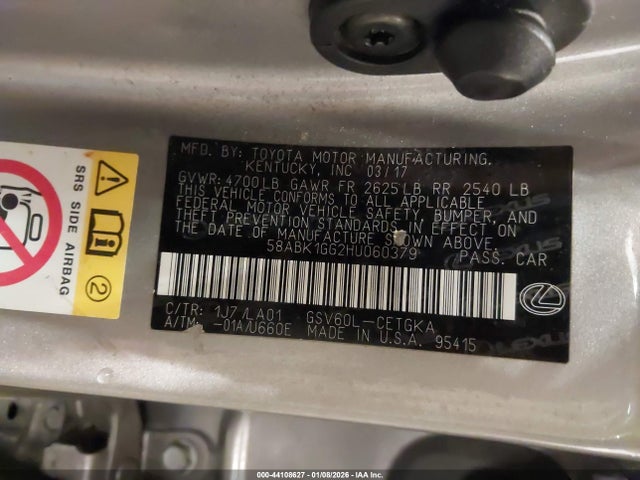 MFD. BY: TOYOTA MOTOR MANUFACTURING.
KENTUCKY, INC 03/17
GVWR: 4700LB GAWR FR 2625LB RR 2540 LB
THIS VEHICLE CONFORMS TO ALL APPLICABLE
FEDERAL MOTOR VEHICLE SAFETY, BUMPER, AND
THEFT PREVENTION STANDARDS IN EFFECT ON
THE DATE OF MANUFACTURE SHOWN ABOVE.
58ABK1GG2HU060379 PASS. CAR
C/TR: 1J7/LA01 GSV60L-CETGKA
A/TM: -01A/U660E MADE IN U.S.A. 95415
SRS SIDE AIRBAG
2
000-44108627 - 01/08/2026 - IAA Inc.